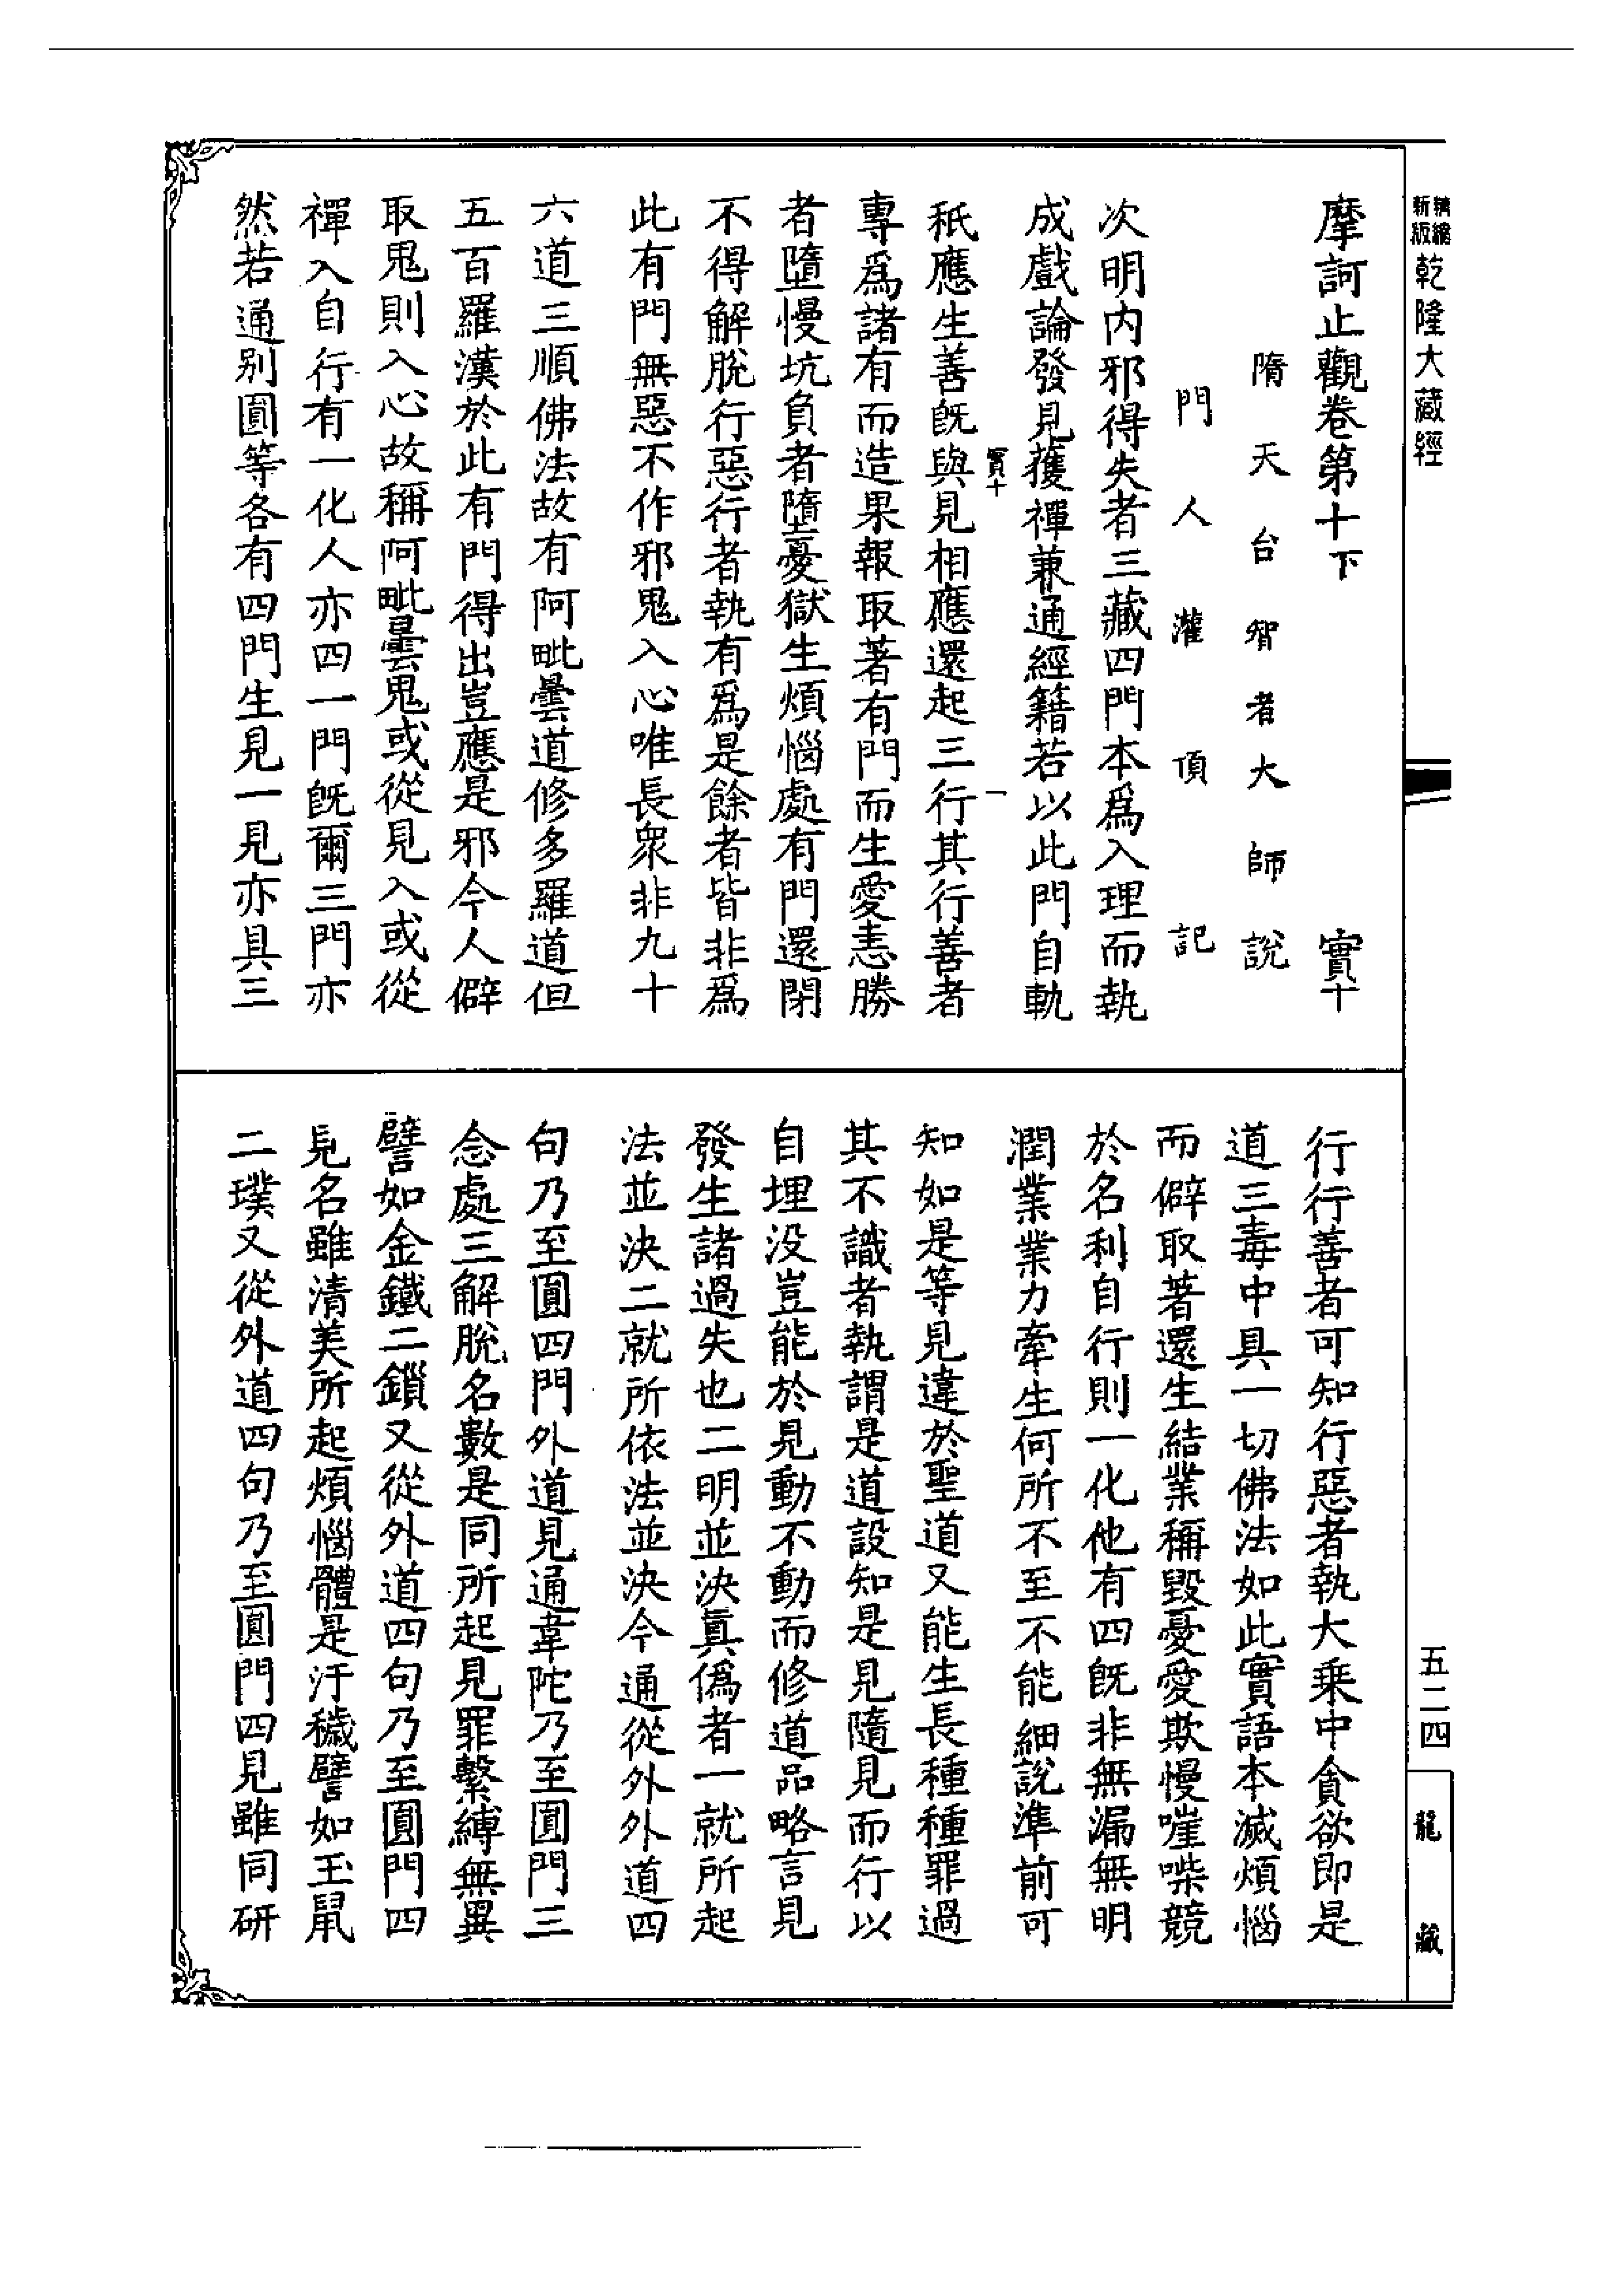 精縮
新版
乾隆大藏經
摩訶止觀卷第十下 實十
隋天台智者大師說
門人灌頂記
次明內邪得失者三藏四門本為入理而執
成戲論發見獲禪兼通經籍若以此門自軌
實十 一
秖應生善旣與見相應還起三行其行善者
專爲諸有而造果報取著有門而生愛恚勝
者墮慢坑負者墮憂獄生煩惱處有門還閉
不得解脫行惡行者執有爲是餘者皆非爲
此有門無惡不作邪鬼入心唯長衆非九十
六道三順佛法故有阿毗曇道修多羅道但
五百羅漢於此有門得出豈應是邪今人僻
取鬼則入心故稱阿毗曇鬼或從見入或從
禪入自行有一化人亦四一門旣爾三門亦
然若通别圓等各有四門生見一見亦具三
行行善者可知行惡者執大乗中貪欲即是
道三毒中具一切佛法如此實語本滅煩惱
而僻取著還生結業稱毀憂愛欺慢嘊喍競
於名利自行則一化他有四旣非無漏無明
潤業業力牽生何所不至不能細說準前可
知如是等見違於聖道又能生長種種罪過
其不識者執謂是道設知是見隨見而行以
自埋沒豈能於見動不動而修道品略言見
發生諸過失也二明並決眞僞者一就所起
法並決二就所依法並決今通從外外道四
句乃至圓四門外道見通韋陀乃至圓門三
念處三解脫名數是同所起見罪繫縛無異
譬如金鐵二鎖又從外道四句乃至圓門四
見名雖清美所起煩惱體是汙穢譬如玉鼠
二璞又從外道四句乃至圓門四見雖同研
五二四
龍藏